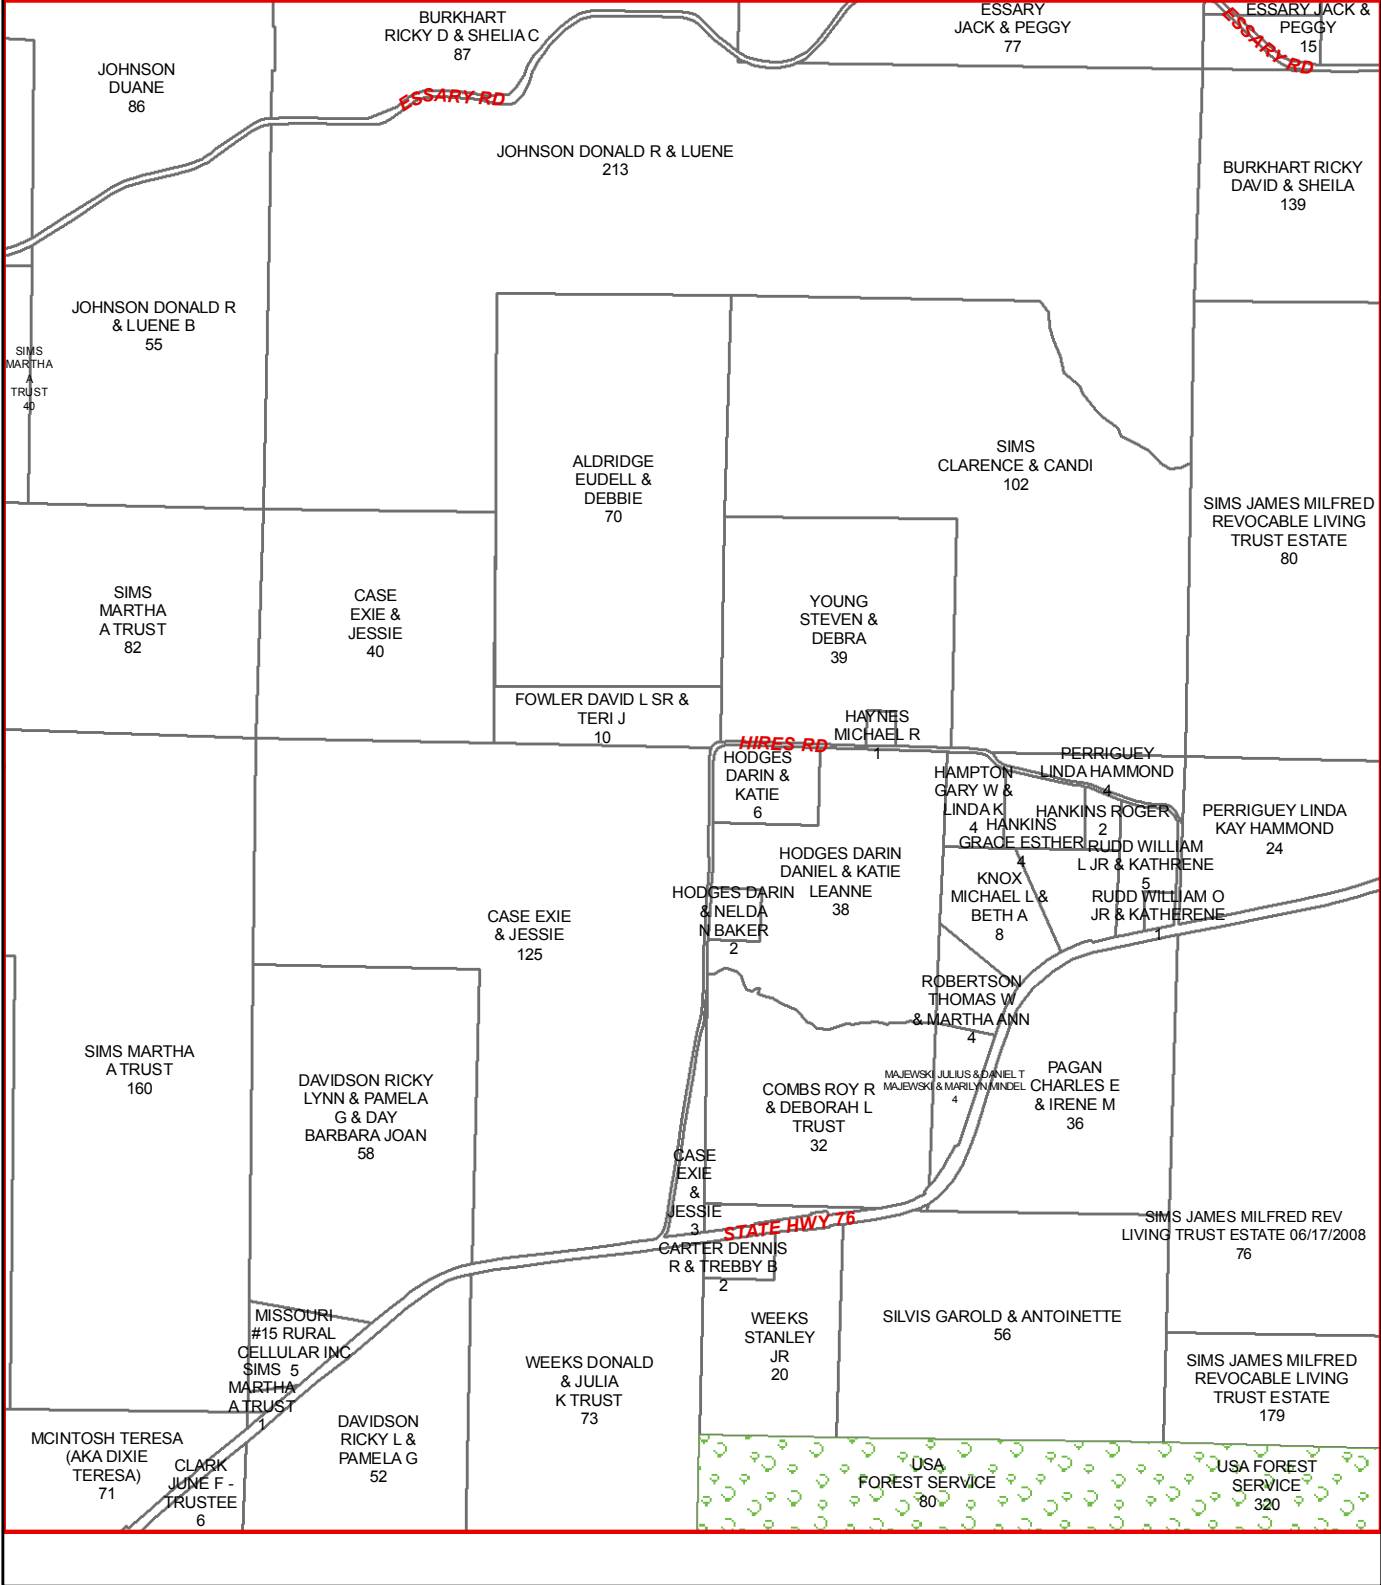 BURKHART
RICKY D & SHELIA C
87
ESSARY
JACK & PEGGY
77
ESSARY JACK &
PEGGY
15
ESSARY RD
JOHNSON
DUANE
86
ESSARY RD
JOHNSON DONALD R & LUENE
213
BURKHART RICKY
DAVID & SHEILA
139
JOHNSON DONALD R
& LUENE B
55
SIMS
MARTHA
A
TRUST
40
ALDRIDGE
EUDELL &
DEBBIE
70
SIMS
CLARENCE & CANDI
102
SIMS JAMES MILFRED
REVOCABLE LIVING
TRUST ESTATE
80
SIMS
MARTHA
A TRUST
82
CASE
EXIE &
JESSIE
40
YOUNG
STEVEN &
DEBRA
39
FOWLER DAVID L SR &
TERI J
10
HAYNES
MICHAEL R
1
HIRES RD
HODGES
DARIN &
KATIE
6
HAMPTON
GARY W &
LINDA K
4
PERRIGUEY
LINDA HAMMOND
4
HANKINS ROGER
2
HANKINS
GRACE ESTHER
4
PERRIGUEY LINDA
KAY HAMMOND
24
RUDD WILLIAM
L JR & KATHRENE
5
RUDD WILLIAM O
JR & KATHERENE
1
HODGES DARIN
DANIEL & KATIE
LEANNE
38
KNOX
MICHAEL L &
BETH A
8
HODGES DARIN
& NELDA
N BAKER
2
CASE EXIE
& JESSIE
125
ROBERTSON
THOMAS W
& MARTHA ANN
4
SIMS MARTHA
A TRUST
160
DAVIDSON RICKY
LYNN & PAMELA
G & DAY
BARBARA JOAN
58
COMBS ROY R
& DEBORAH L
TRUST
32
MAJEWSKI JULIUS & DANIEL T
MAJEWSKI & MARILYN MINDEL
4
PAGAN
CHARLES E
& IRENE M
36
CASE
EXIE
&
JESSIE
3
STATE HWY 76
CARTER DENNIS
R & TREBBY B
2
SIMS JAMES MILFRED REV
LIVING TRUST ESTATE 06/17/2008
76
MISSOURI
#15 RURAL
CELLULAR INC
5
SIMS
MARTHA
A TRUST
1
WEEKS
STANLEY
JR
20
SILVIS GAROLD & ANTOINETTE
56
WEEKS DONALD
& JULIA
K TRUST
73
SIMS JAMES MILFRED
REVOCABLE LIVING
TRUST ESTATE
179
MCINTOSH TERESA
(AKA DIXIE
TERESA)
71
CLARK
JUNE F -
TRUSTEE
6
DAVIDSON
RICKY L &
PAMELA G
52
USA
FOREST SERVICE
80
USA FOREST
SERVICE
320